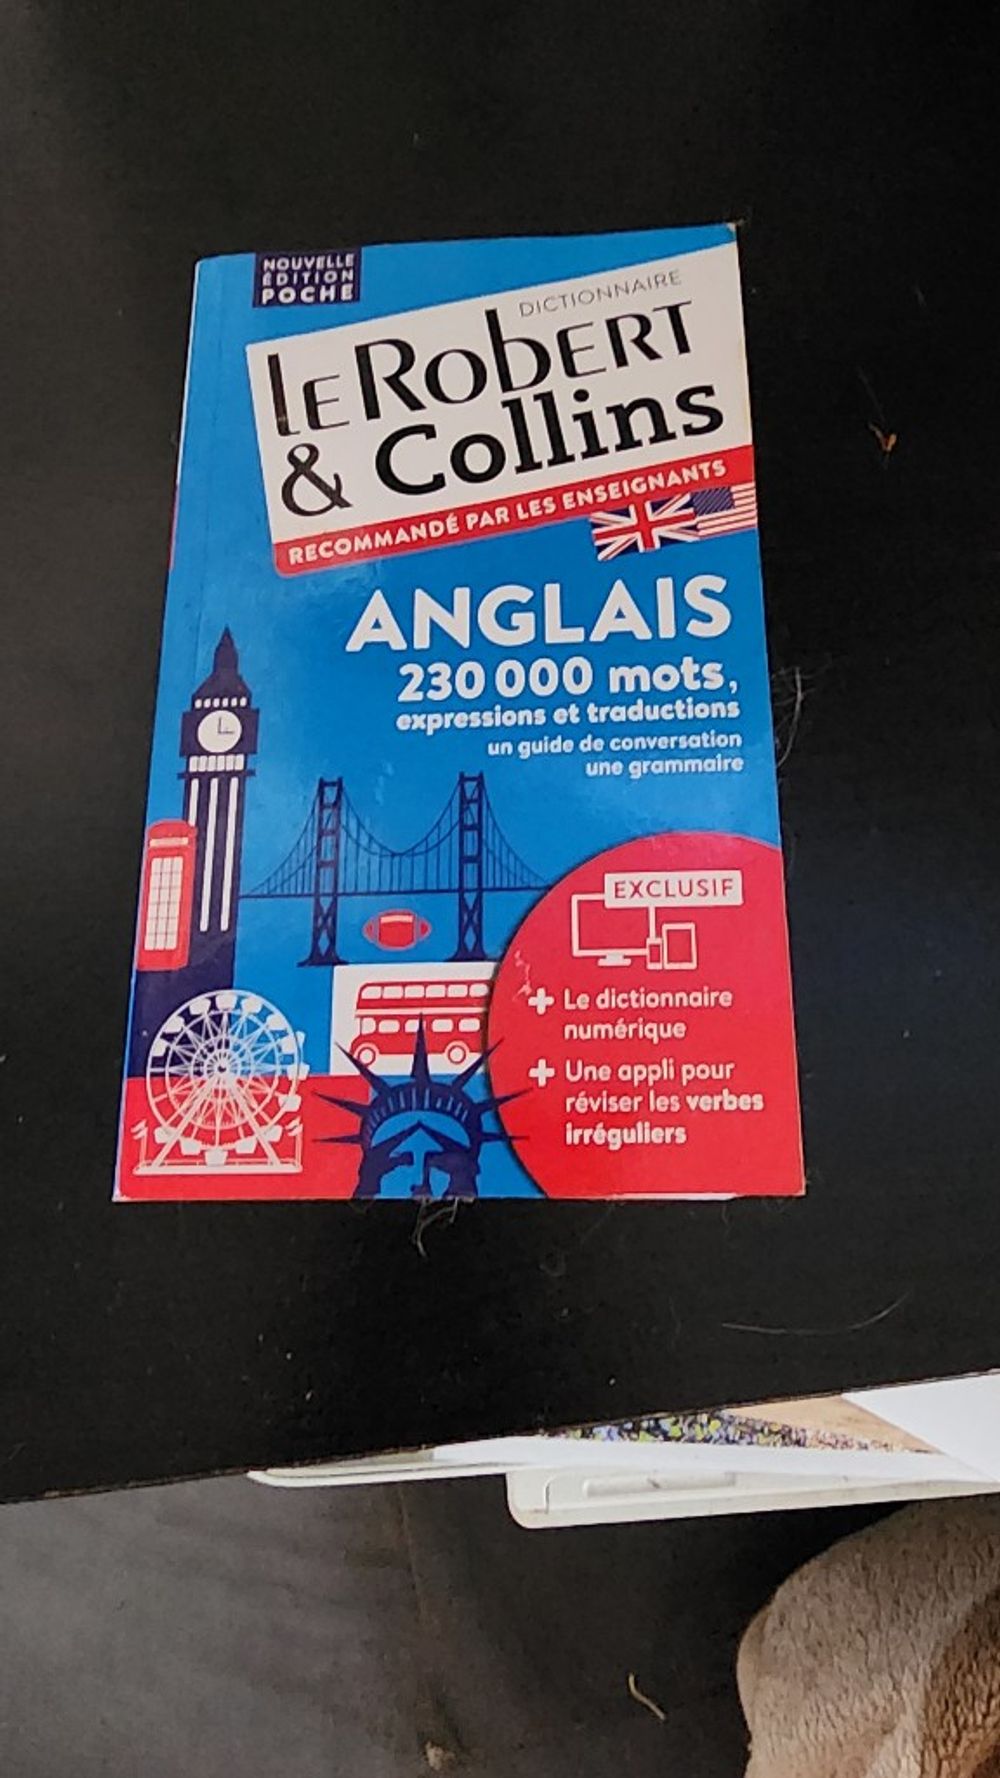 NOUVELLE
ÉDITION
POCHE
DICTIONNAIRE
le Robert
& Collins
RECOMMANDÉ PAR LES ENSEIGNANTS
ANGLAIS
230 000 mots,
expressions et traductions
un guide de conversation
une grammaire
EXCLUSIF
+ Le dictionnaire
numérique
+ Une appli pour
réviser les verbes
irréguliers